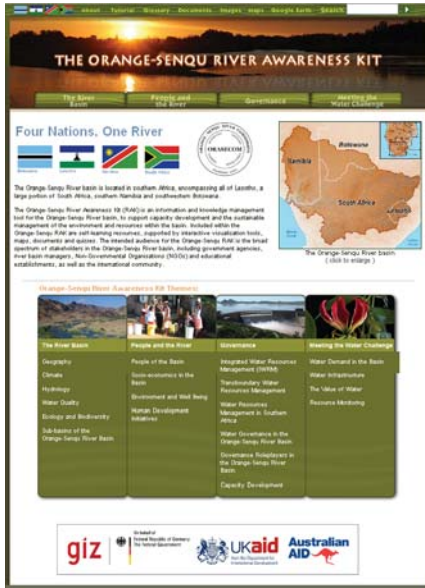 About Tutorial Glossary Documents Images maps Google Earth Search
THE ORANGE-SENQU RIVER AWARENESS KIT
The River Basin
People and the River
Governance
Meeting the Water Challenge
Four Nations, One River
Botswana Lesotho Namibia South Africa
ORASECOM
Botswana
Namibia
South Africa
Lesotho
The Orange-Senqu River basin
( click to enlarge )
The Orange-Senqu River basin is located in southern Africa, encompassing all of Lesotho, a
large portion of South Africa, southern Namibia and southwestern Botswana.
The Orange-Senqu River Awareness Kit (RAK) is an information and knowledge management
tool for the Orange-Senqu River basin, to support capacity development and the sustainable
management of the environment and resources within the basin. Included within the
Orange-Senqu RAK are self-learning resources, supported by interactive visualization tools,
maps, documents and quizzes. The intended audience for the Orange-Senqu RAK is the broad
spectrum of stakeholders in the Orange-Senqu River basin, including government agencies,
river basin managers, Non-Governmental Organisations (NGOs) and educational
establishments, as well as the international community.
Orange-Senqu River Awareness Kit Themes:
The River Basin
Geography
Climate
Hydrology
Water Quality
Ecology and Biodiversity
Sub-basins of the
Orange-Senqu River Basin
People and the River
People of the Basin
Socio-economics in the
Basin
Environment and Well Being
Human Development
Initiatives
Governance
Integrated Water Resources
Management (IWRM)
Transboundary Water
Resources Management
Water Resources
Management in Southern
Africa
Water Governance in the
Orange-Senqu River Basin
Governance Roleplayers in
the Orange-Senqu River
Basin
Capacity Development
Meeting the Water Challenge
Water Demand in the Basin
Water Infrastructure
The Value of Water
Resource Monitoring
giz
On behalf of
Federal Republic of Germany
The Federal Government
UKaid
from the Department for
International Development
Australian
AID